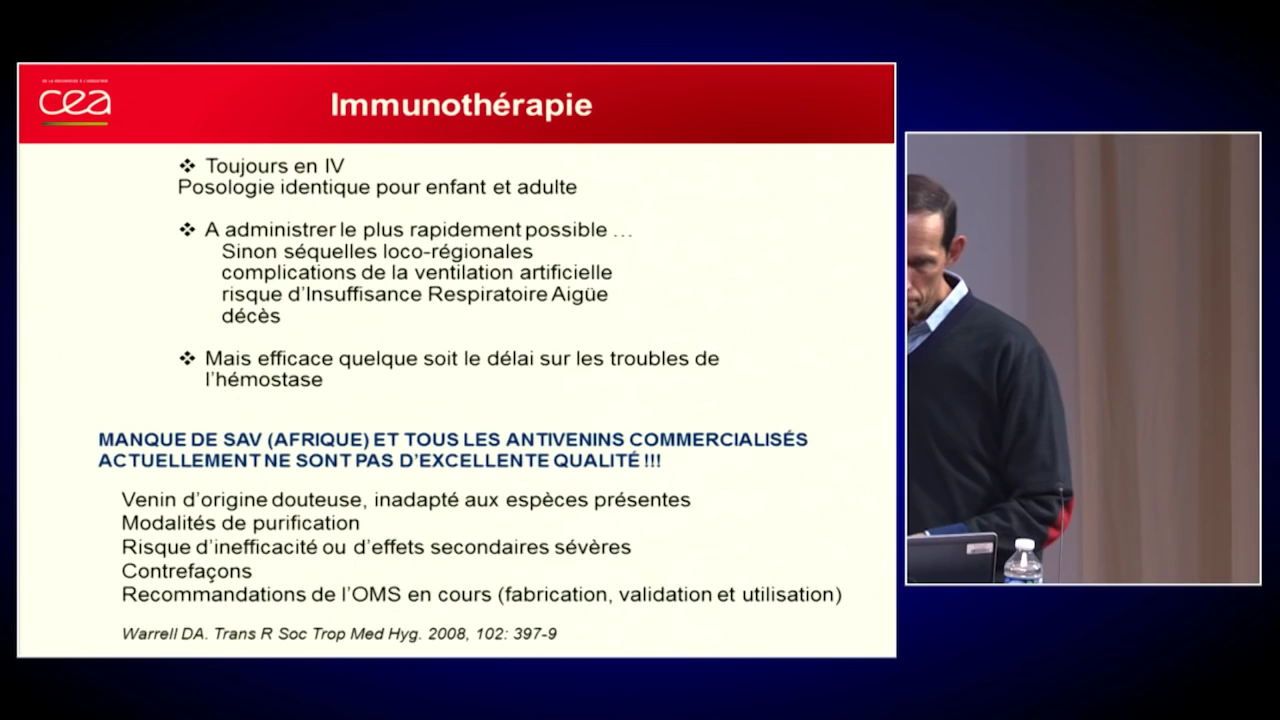 cea
Immunothérapie
❖ Toujours en IV
Posologie identique pour enfant et adulte
❖ A administrer le plus rapidement possible …
Sinon séquelles loco-régionales
complications de la ventilation artificielle
risque d’Insuffisance Respiratoire Aigüe
décès
❖ Mais efficace quelque soit le délai sur les troubles de
l’hémostase
MANQUE DE SAV (AFRIQUE) ET TOUS LES ANTIVENINS COMMERCIALISÉS
ACTUELLEMENT NE SONT PAS D’EXCELLENTE QUALITÉ !!!
Venin d’origine douteuse, inadapté aux espèces présentes
Modalités de purification
Risque d’inefficacité ou d’effets secondaires sévères
Contrefaçons
Recommandations de l’OMS en cours (fabrication, validation et utilisation)
Warrell DA. Trans R Soc Trop Med Hyg. 2008, 102: 397-9